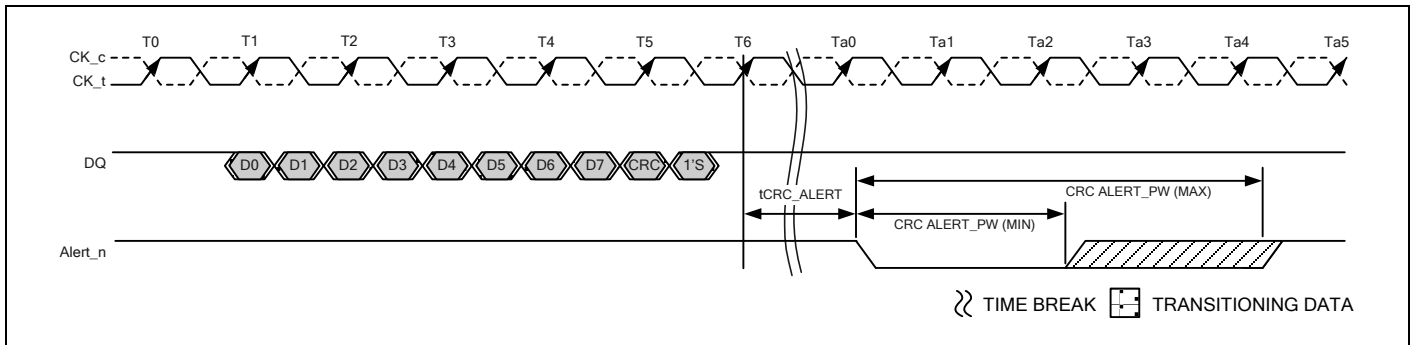 T0 T1 T2 T3 T4 T5 T6 Ta0 Ta1 Ta2 Ta3 Ta4 Ta5
CK_c
CK_t
DQ D0 D1 D2 D3 D4 D5 D6 D7 CRC 1'S
tCRC_ALERT
CRC ALERT_PW (MAX)
CRC ALERT_PW (MIN)
Alert_n
TIME BREAK TRANSITIONING DATA